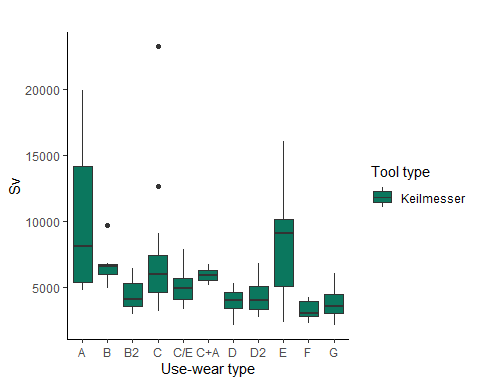 Sv
20000
15000
10000
5000
A B B2 C C/E C+A D D2 E F G
Use-wear type
Tool type
Keilmesser